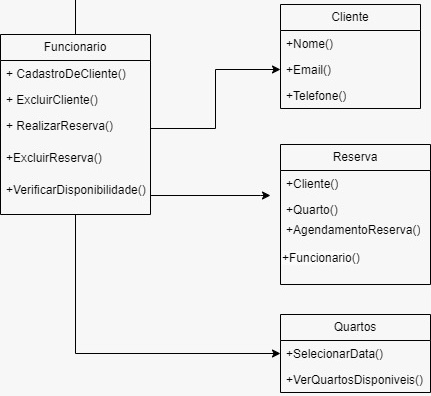 Funcionario
+ CadastroDeCliente()
+ ExcluirCliente()
+ RealizarReserva()
+ExcluirReserva()
+VerificarDisponibilidade()
Cliente
+Nome()
+Email()
+Telefone()
Reserva
+Cliente()
+Quarto()
+AgendamentoReserva()
+Funcionario()
Quartos
+SelecionarData()
+VerQuartosDisponiveis()